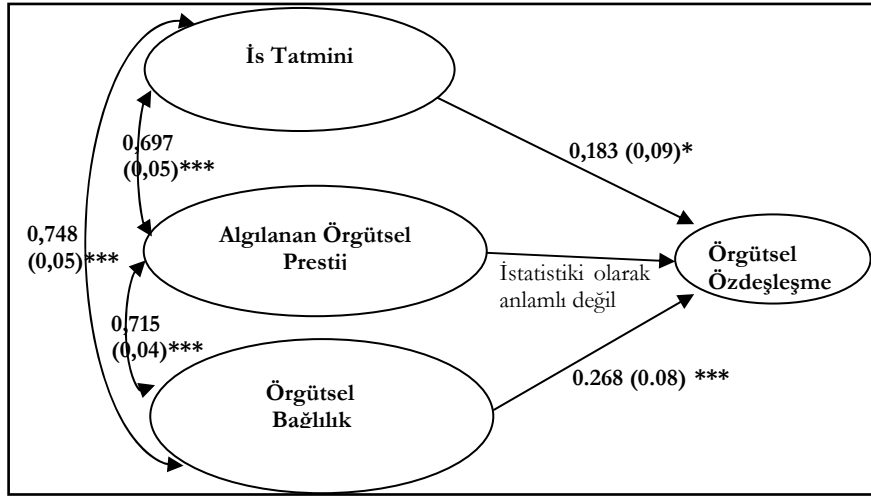 İs Tatmini
0,697
(0,05)***
0,183 (0,09)*
Algılanan Örgütsel
Prestij
0,748
(0,05)***
Örgütsel
Özdeşleşme
İstatistiki olarak
anlamlı değil
0,715
(0,04)***
0.268 (0.08) ***
Örgütsel
Bağlılık